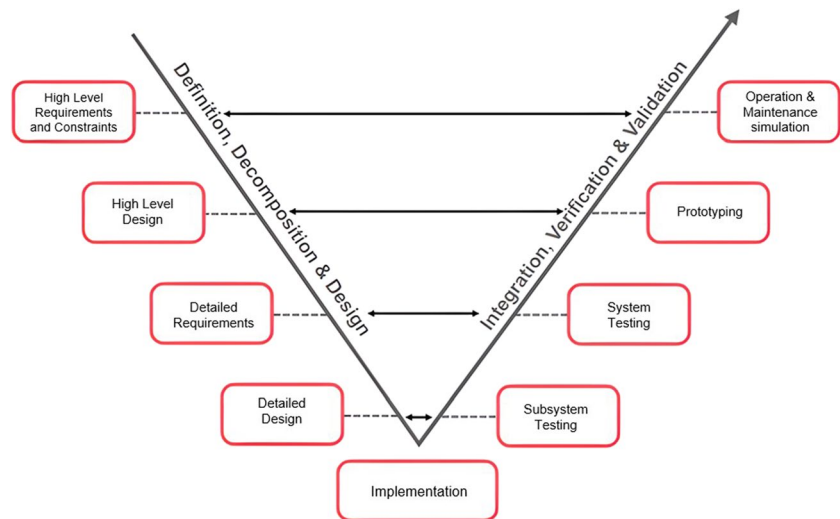 High Level
Requirements
and Constraints
Definition, Decomposition & Design
Integration, Verification & Validation
Operation &
Maintenance
simulation
High Level
Design
Prototyping
Detailed
Requirements
System
Testing
Detailed
Design
Subsystem
Testing
Implementation